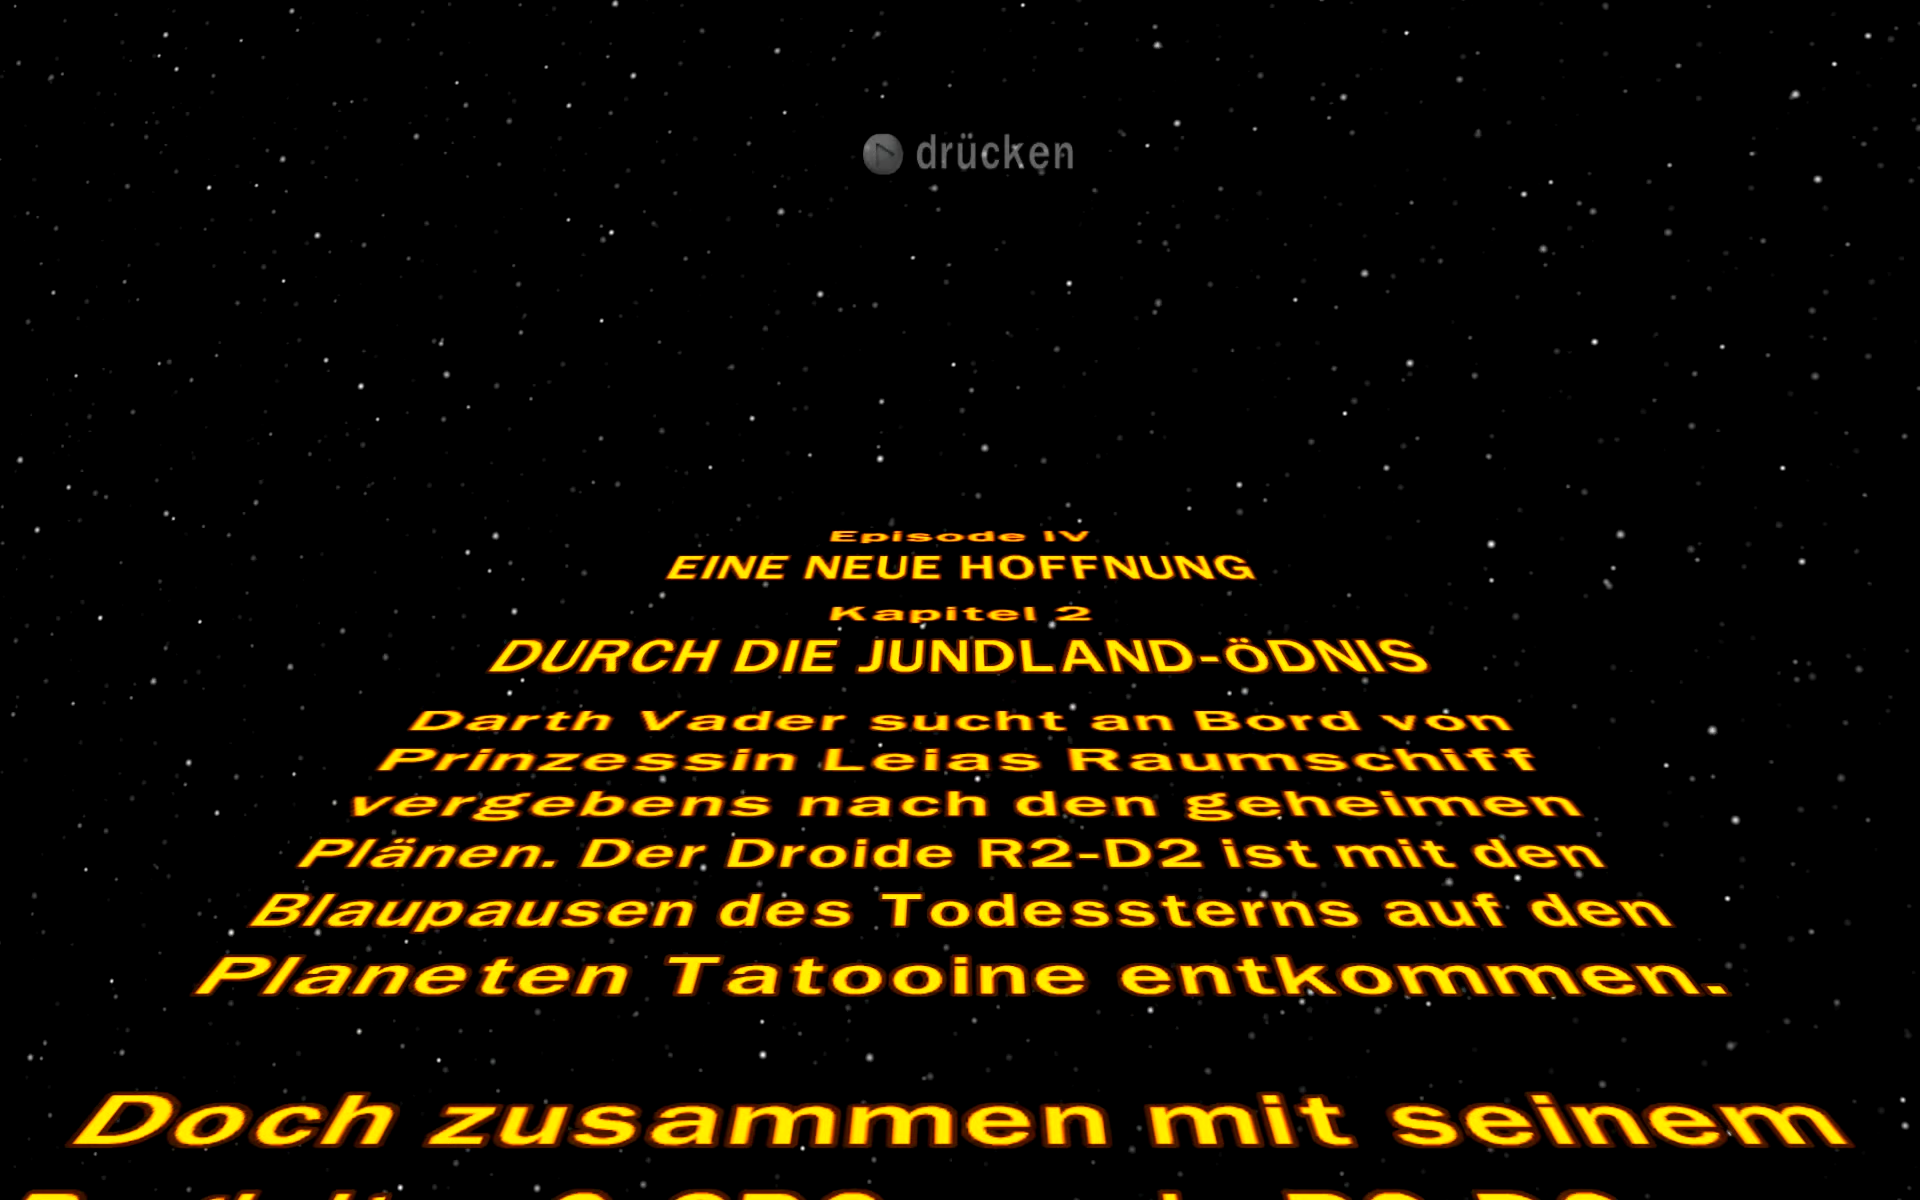 drücken
Episode IV
EINE NEUE HOFFNUNG
Kapitel 2
DURCH DIE JUNDLAND-ÖDNIS
Darth Vader sucht an Bord von
Prinzessin Leias Raumschiff
vergebens nach den geheimen
Plänen. Der Droide R2-D2 ist mit den
Blaupausen des Todessterns auf den
Planeten Tatooine entkommen.
Doch zusammen mit seinem